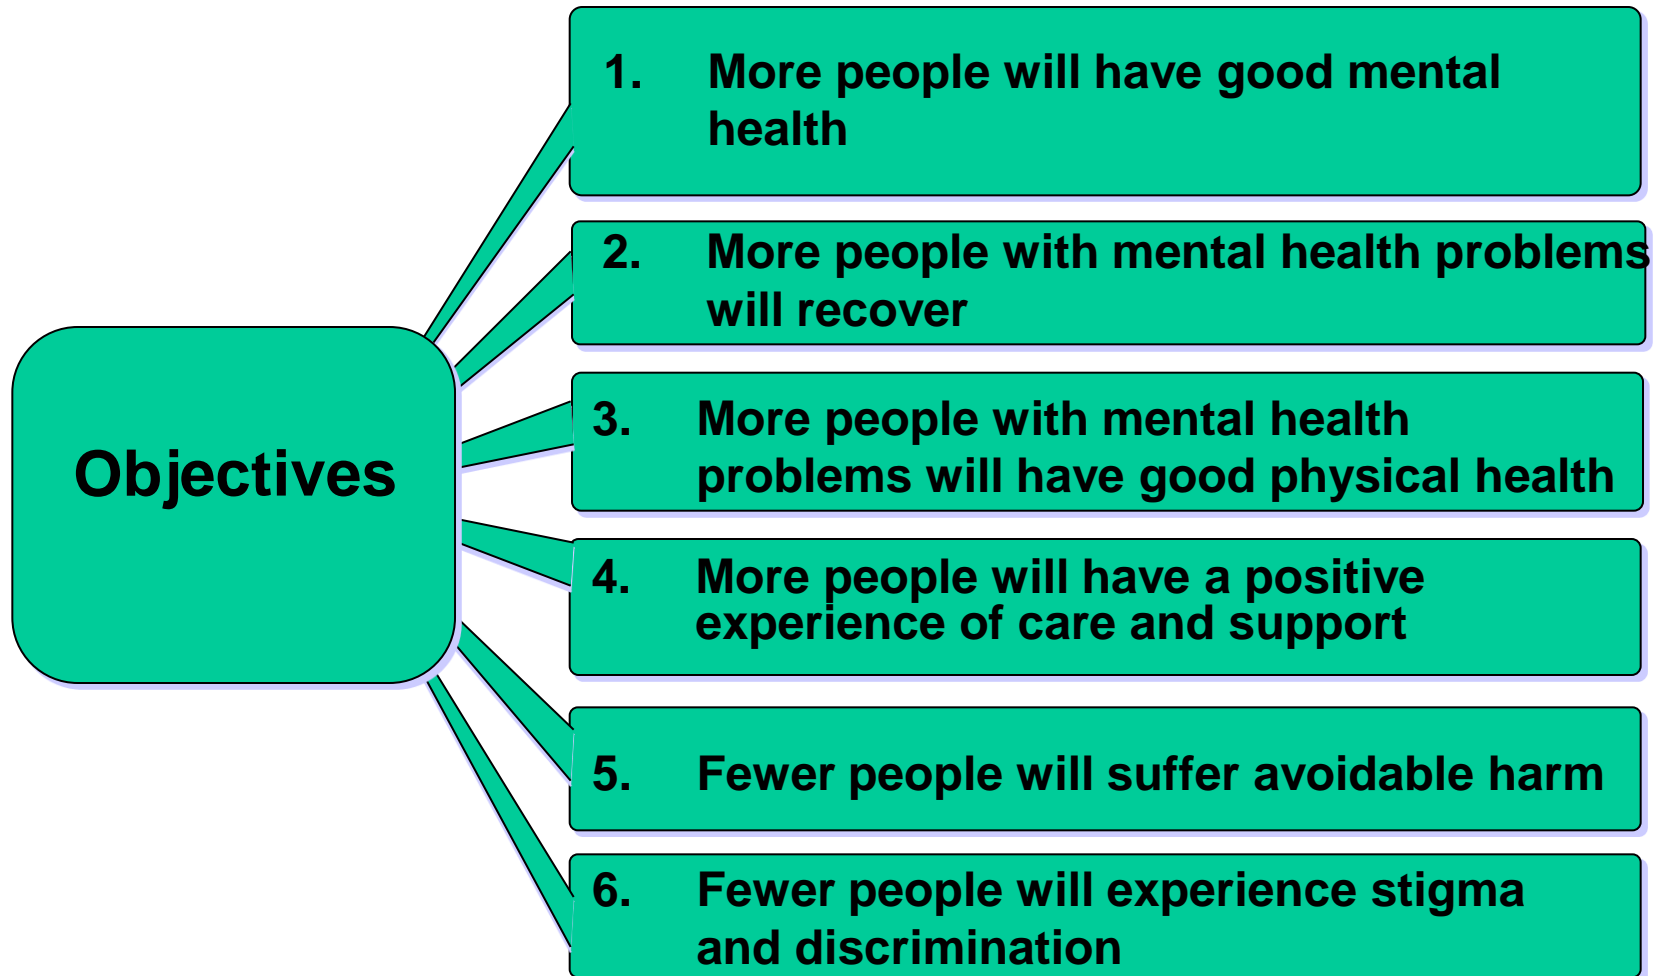 Objectives
1. More people will have good mental
health
2. More people with mental health problems
will recover
3. More people with mental health
problems will have good physical health
4. More people will have a positive
experience of care and support
5. Fewer people will suffer avoidable harm
6. Fewer people will experience stigma
and discrimination